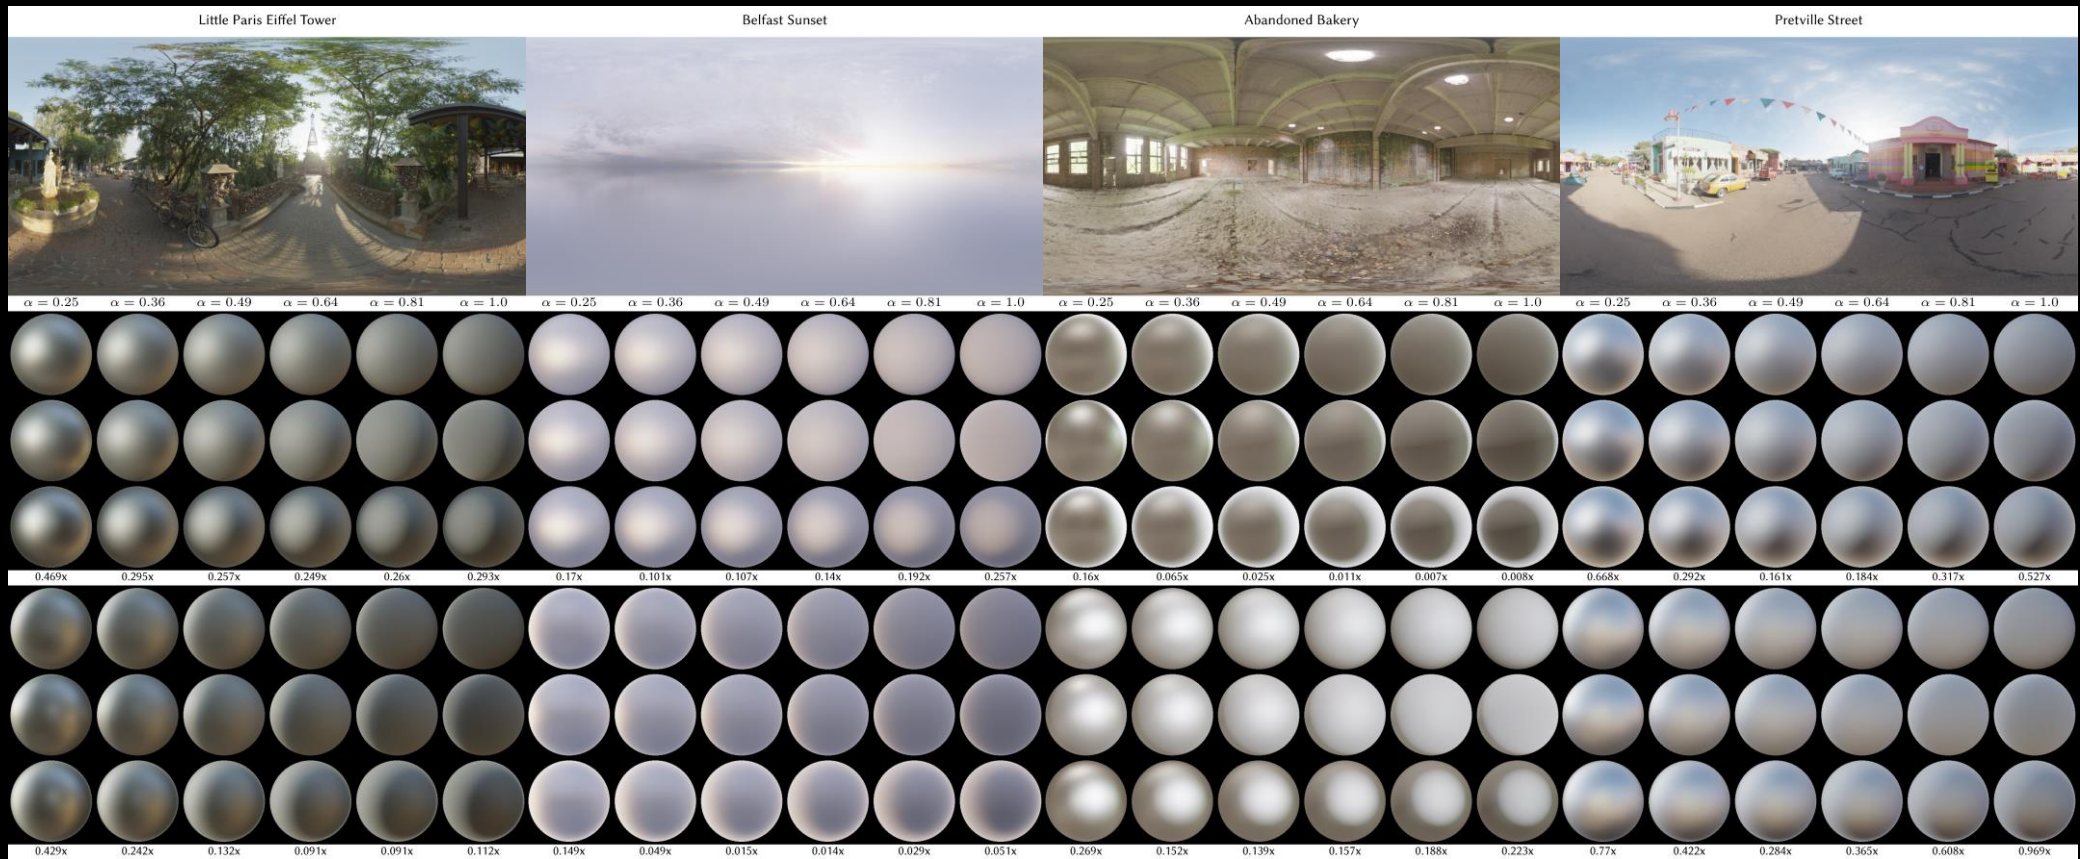 Little Paris Eiffel Tower Belfast Sunset Abandoned Bakery Pretville Street
α = 0.25 α = 0.36 α = 0.49 α = 0.64 α = 0.81 α = 1.0 α = 0.25 α = 0.36 α = 0.49 α = 0.64 α = 0.81 α = 1.0 α = 0.25 α = 0.36 α = 0.49 α = 0.64 α = 0.81 α = 1.0 α = 0.25 α = 0.36 α = 0.49 α = 0.64 α = 0.81 α = 1.0
0.469x 0.295x 0.257x 0.249x 0.26x 0.293x 0.17x 0.101x 0.107x 0.14x 0.192x 0.257x 0.16x 0.065x 0.025x 0.011x 0.007x 0.008x 0.668x 0.292x 0.161x 0.184x 0.317x 0.527x
0.429x 0.242x 0.132x 0.091x 0.091x 0.112x 0.149x 0.049x 0.015x 0.014x 0.029x 0.051x 0.269x 0.152x 0.139x 0.157x 0.188x 0.223x 0.77x 0.422x 0.284x 0.365x 0.608x 0.969x